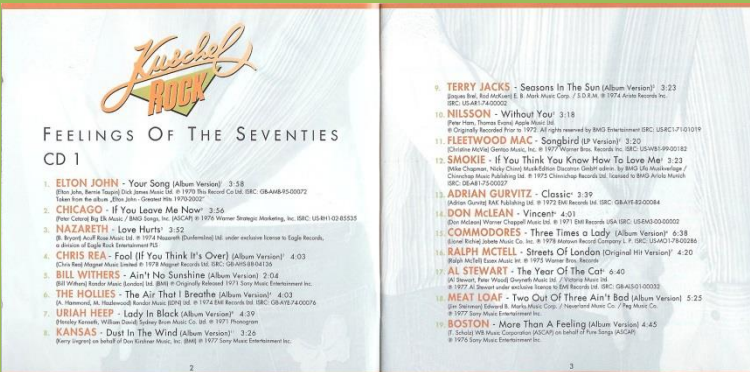 Kuschel
ROCK
FEELINGS OF THE SEVENTIES
CD 1
1. ELTON JOHN - Your Song (Album Version)¹ 3:58
(Elton John, Bernie Taupin) Dick James Music Ltd. ℗ 1970 This Record Co Ltd. ISRC: GB-AMB-95-00072
Taken from the album „Elton John - Greatest Hits 1970-2002"
2. CHICAGO - If You Leave Me Now² 3:56
(Peter Cetera) Big Elk Music / BMG Songs, Inc. (ASCAP) ℗ 1976 Warner Strategic Marketing, Inc. ISRC: US-RH1-02-85535
3. NAZARETH - Love Hurts³ 3:52
(B. Bryant) Acuff Rose Music Ltd. ℗ 1974 Nazareth (Dunfermline) Ltd. under exclusive license to Eagle Records,
a division of Eagle Rock Entertainment PLS
4. CHRIS REA - Fool (If You Think It's Over) (Album Version) 4:03
(Chris Rea) Magnet Music Limited ℗ 1978 Magnet Records Ltd. ISRC: GB-AHS-88-04136
5. BILL WITHERS - Ain't No Sunshine (Album Version) 2:04
(Bill Withers) Rondor Music (London) Ltd. (BMI) ℗ Originally Released 1971 Sony Music Entertainment Inc.
6. THE HOLLIES - The Air That I Breathe (Album Version) 4:03
(A. Hammond, M. Hazlewood) Rondor Music (LON) Ltd. ℗ 1974 EMI Records Ltd. ISRC: GB-AYE-74-00076
7. URIAH HEEP - Lady In Black (Album Version) 4:39
(Hensley Kenneth, William David) Sydney Bron Music Co. Ltd. ℗ 1971 Phonogram
8. KANSAS - Dust In The Wind (Album Version) 3:26
(Kerry Livgren) on behalf of Don Kirshner Music, Inc. (BMI) ℗ 1977 Sony Music Entertainment Inc.
2
9. TERRY JACKS - Seasons In The Sun (Album Version) 3:23
(Jaques Brel, Rod McKuen) E. B. Mark Music Corp. / S.D.R.M. ℗ 1974 Arista Records Inc.
ISRC: US-AR1-74-00002
10. NILSSON - Without You 3:18
(Peter Ham, Thomas Evans) Apple Music Ltd.
℗ Originally Recorded Prior to 1972. All rights reserved by BMG Entertainment ISRC: US-RC1-71-01019
11. FLEETWOOD MAC - Songbird (LP Version) 3:20
(Christine McVie) Gentoo Music, Inc. ℗ 1977 Warner Bros. Records Inc. ISRC: US-WB1-99-00182
12. SMOKIE - If You Think You Know How To Love Me 3:23
(Mike Chapman, Nicky Chinn) Musik-Edition Discoton GmbH admin. by BMG Ufa Musikverlage /
Chinnichap Music Publishing Ltd. ℗ 1975 Chinnichap Records Ltd. licensed to BMG Ariola Munich
ISRC: DE-AB1-75-00027
13. ADRIAN GURVITZ - Classic 3:39
(Adrian Gurvitz) RAK Publishing Ltd. ℗ 1972 EMI Records Ltd. ISRC: GB-AYE-82-00084
14. DON McLEAN - Vincent 4:01
(Don McLean) Warner Chappell Music Ltd. ℗ 1971 EMI Records USA ISRC: US-EM3-00-00002
15. COMMODORES - Three Times a Lady (Album Version) 6:38
(Lionel Richie) Jobete Music Co. Inc. ℗ 1978 Motown Record Company L. P. ISRC: US-MO1-78-00286
16. RALPH McTELL - Streets Of London (Original Hit Version) 4:20
(Ralph McTell) Essex Music Int. ℗ 1975 Warner Bros. Records
17. AL STEWART - The Year Of The Cat 6:40
(Al Stewart, Peter Wood) Gwyneth Music Ltd. / Victoria Music Ltd.
℗ 1977 Al Stewart under exclusive licence to EMI Records Ltd. ISRC: GB-AJS-01-00032
18. MEAT LOAF - Two Out Of Three Ain't Bad (Album Version) 5:25
(Jim Steinman) Edward B. Marks Music Corp. / Neverland Music Co. / Peg Music Co.
℗ 1977 Sony Music Entertainment Inc.
19. BOSTON - More Than A Feeling (Album Version) 4:45
(T. Scholz) WB Music Corporation (ASCAP) on behalf of Pure Songs (ASCAP)
℗ 1976 Sony Music Entertainment Inc.
3